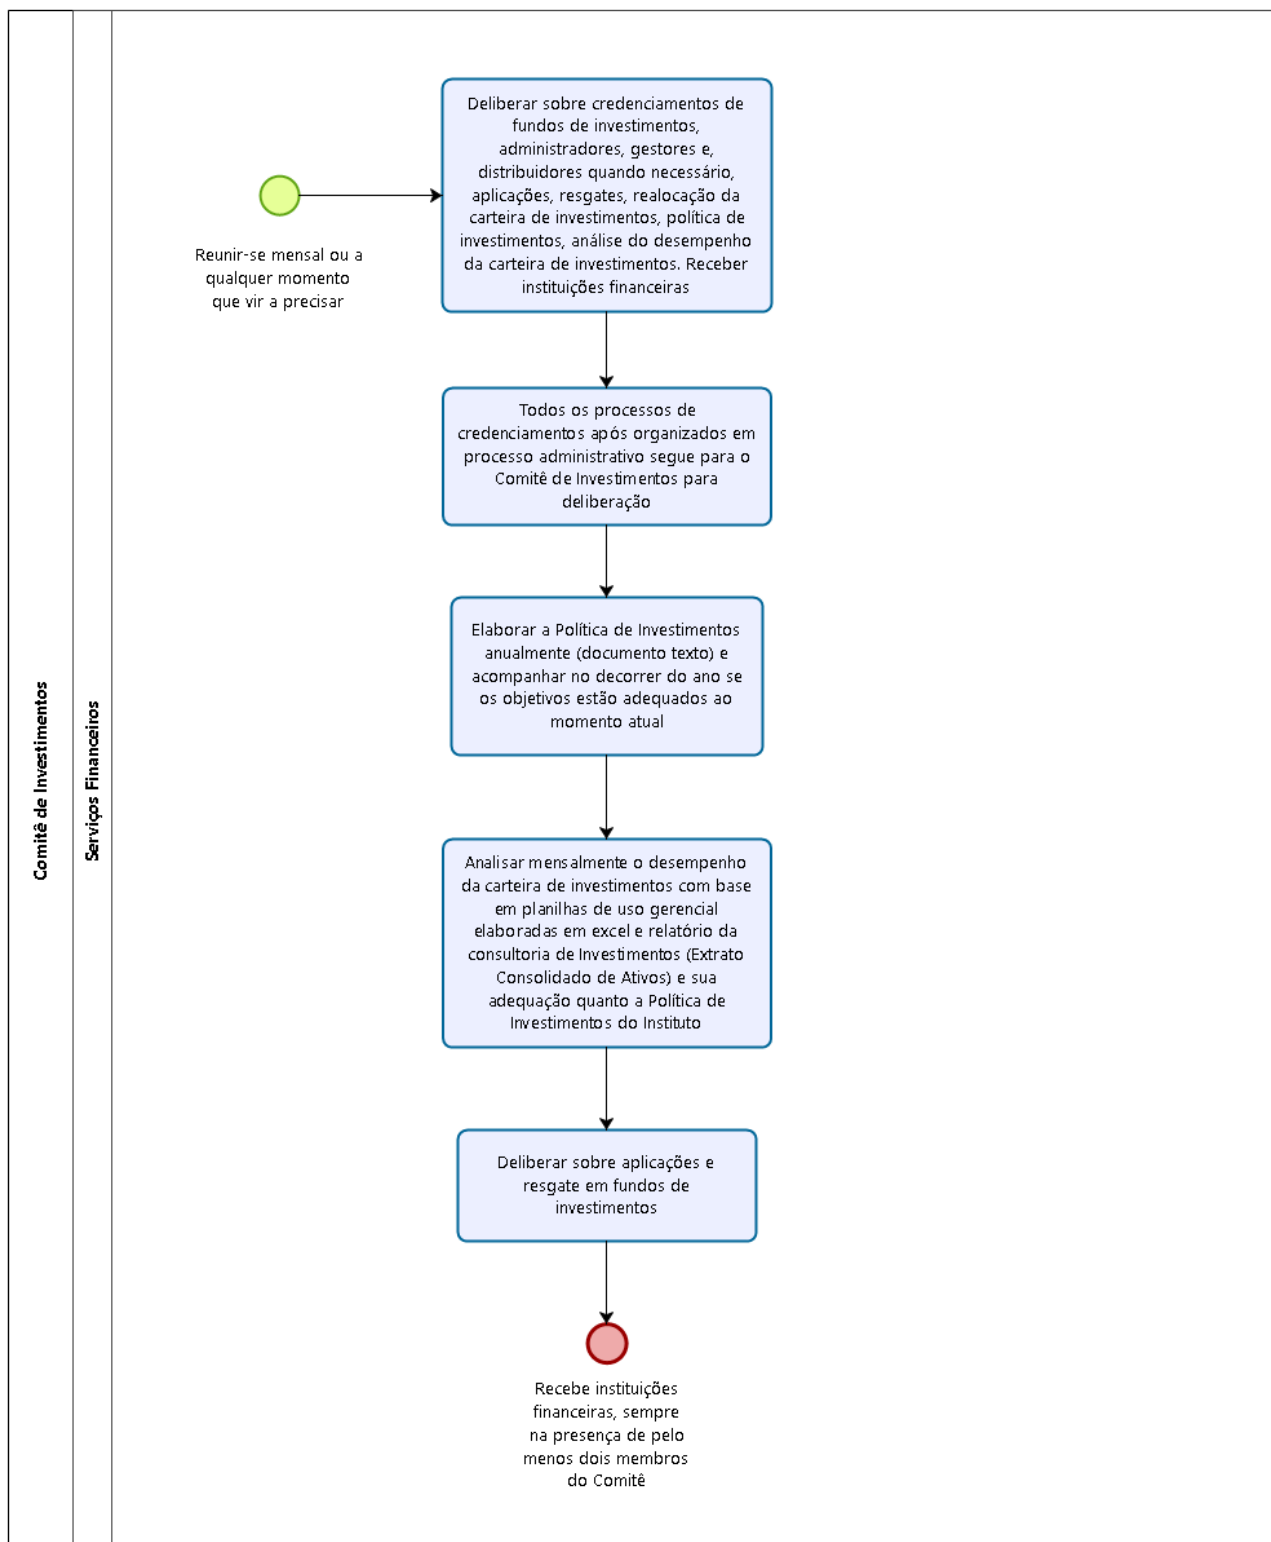 Comitê de Investimentos
Serviços Financeiros
Reunir-se mensal ou a
qualquer momento
que vir a precisar
Deliberar sobre credenciamentos de
fundos de investimentos,
administradores, gestores e,
distribuidores quando necessário,
aplicações, resgates, realocação da
carteira de investimentos, política de
investimentos, análise do desempenho
da carteira de investimentos. Receber
instituições financeiras
Todos os processos de
credenciamentos após organizados em
processo administrativo segue para o
Comitê de Investimentos para
deliberação
Elaborar a Política de Investimentos
anualmente (documento texto) e
acompanhar no decorrer do ano se
os objetivos estão adequados ao
momento atual
Analisar mensalmente o desempenho
da carteira de investimentos com base
em planilhas de uso gerencial
elaboradas em excel e relatório da
consultoria de Investimentos (Extrato
Consolidado de Ativos) e sua
adequação quanto a Política de
Investimentos do Instituto
Deliberar sobre aplicações e
resgate em fundos de
investimentos
Recebe instituições
financeiras, sempre
na presença de pelo
menos dois membros
do Comitê